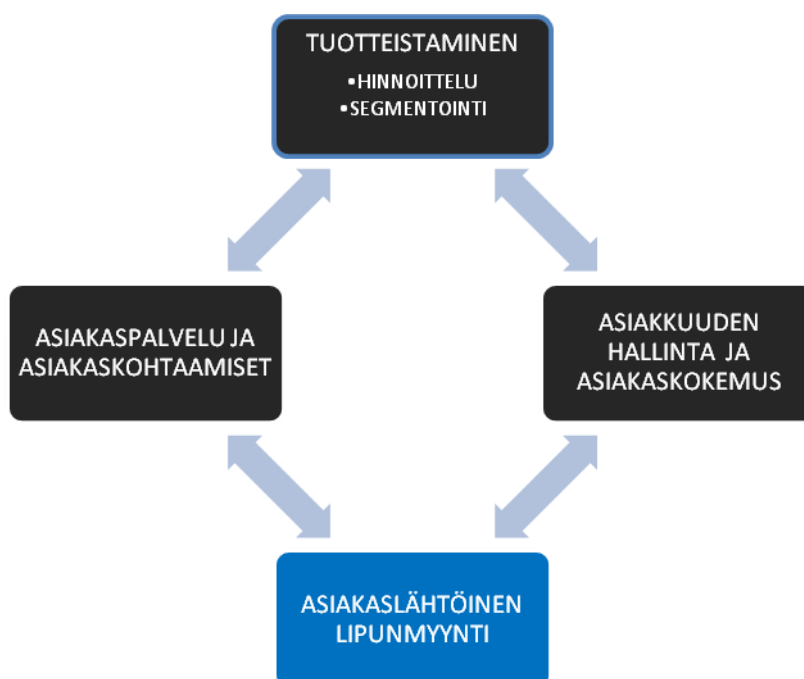 TUOTTEISTAMINEN
•HINNOITTELU
•SEGMENTOINTI
ASIAKASPALVELU JA
ASIAKASKOHTAAMISET
ASIAKKUUDEN
HALLINTA JA
ASIAKASKOKEMUS
ASIAKASLÄHTÖINEN
LIPUNMYYNTI